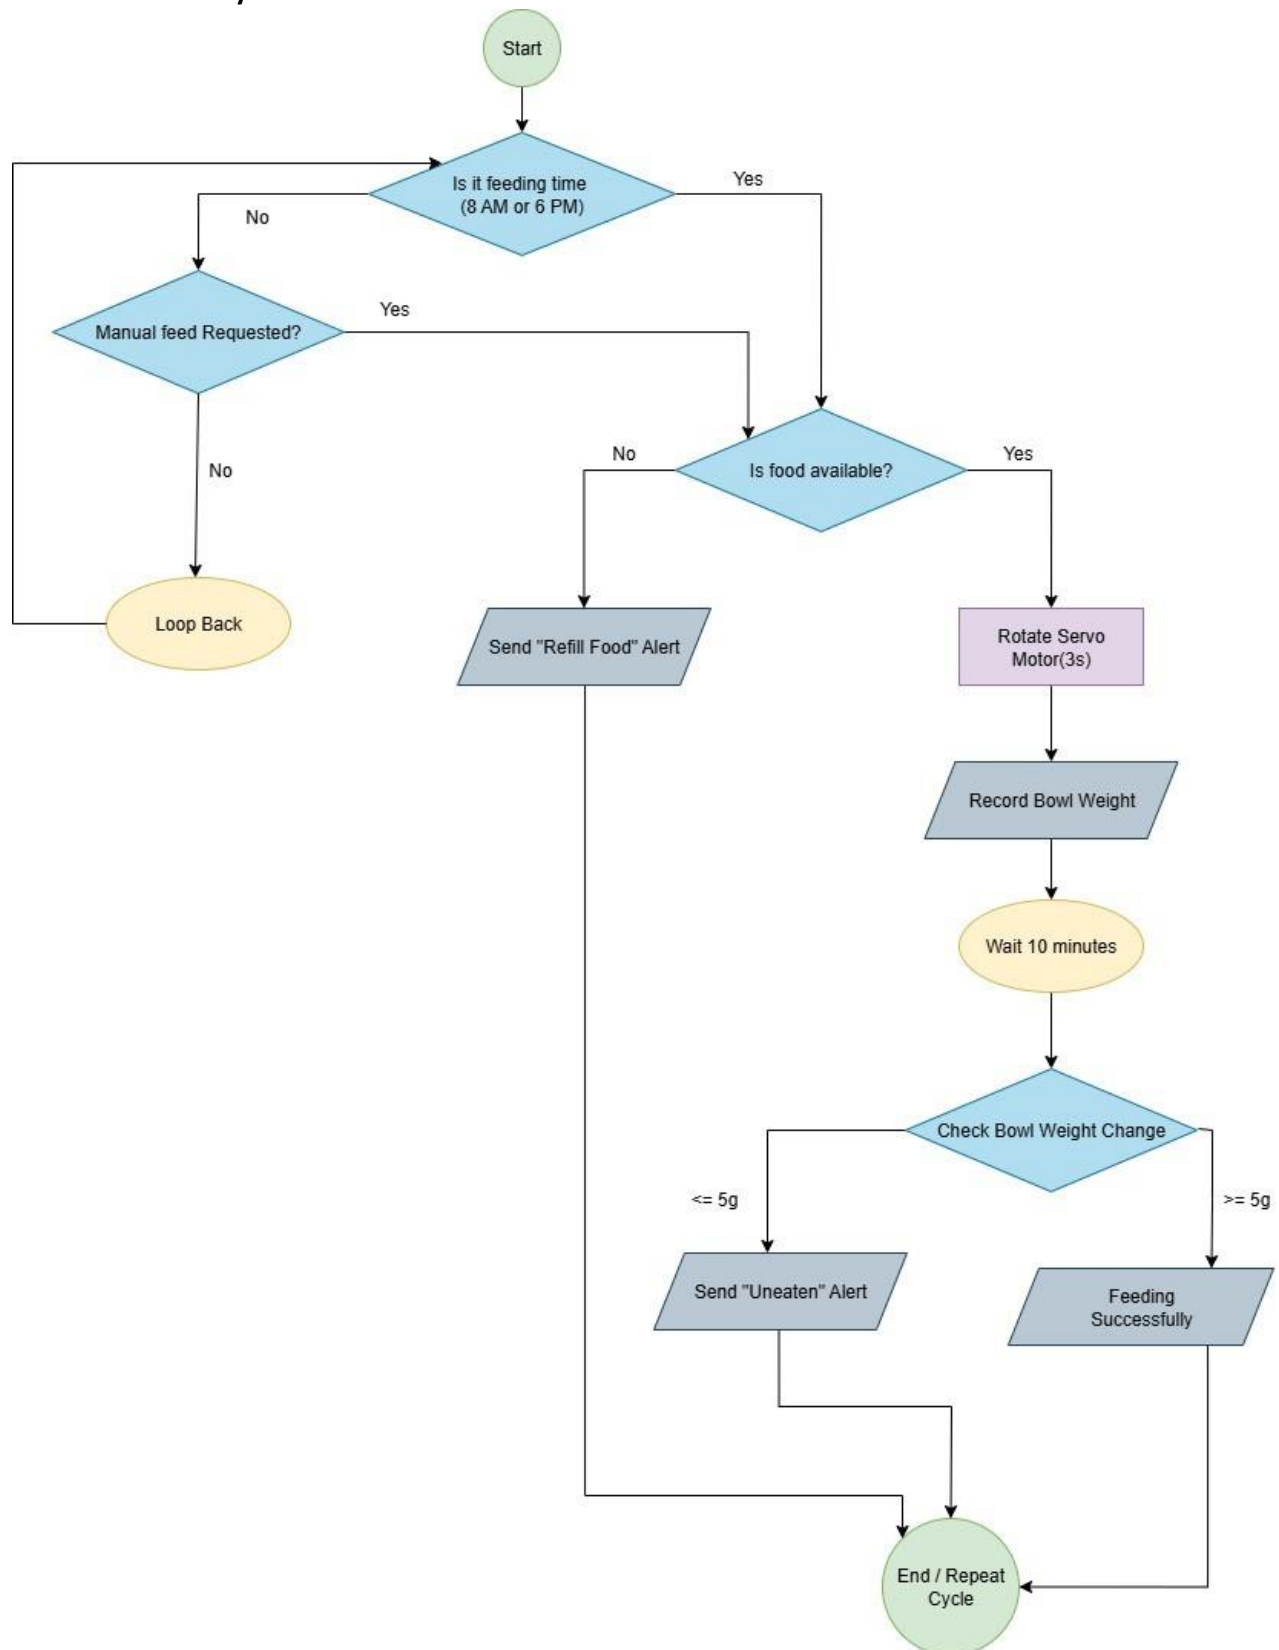 Start
Is it feeding time
(8 AM or 6 PM)
Yes
No
Manual feed Requested?
Yes
No
Is food available?
No
Yes
Loop Back
Send "Refill Food" Alert
Rotate Servo
Motor(3s)
Record Bowl Weight
Wait 10 minutes
Check Bowl Weight Change
<= 5g
>= 5g
Send "Uneaten" Alert
Feeding
Successfully
End / Repeat
Cycle